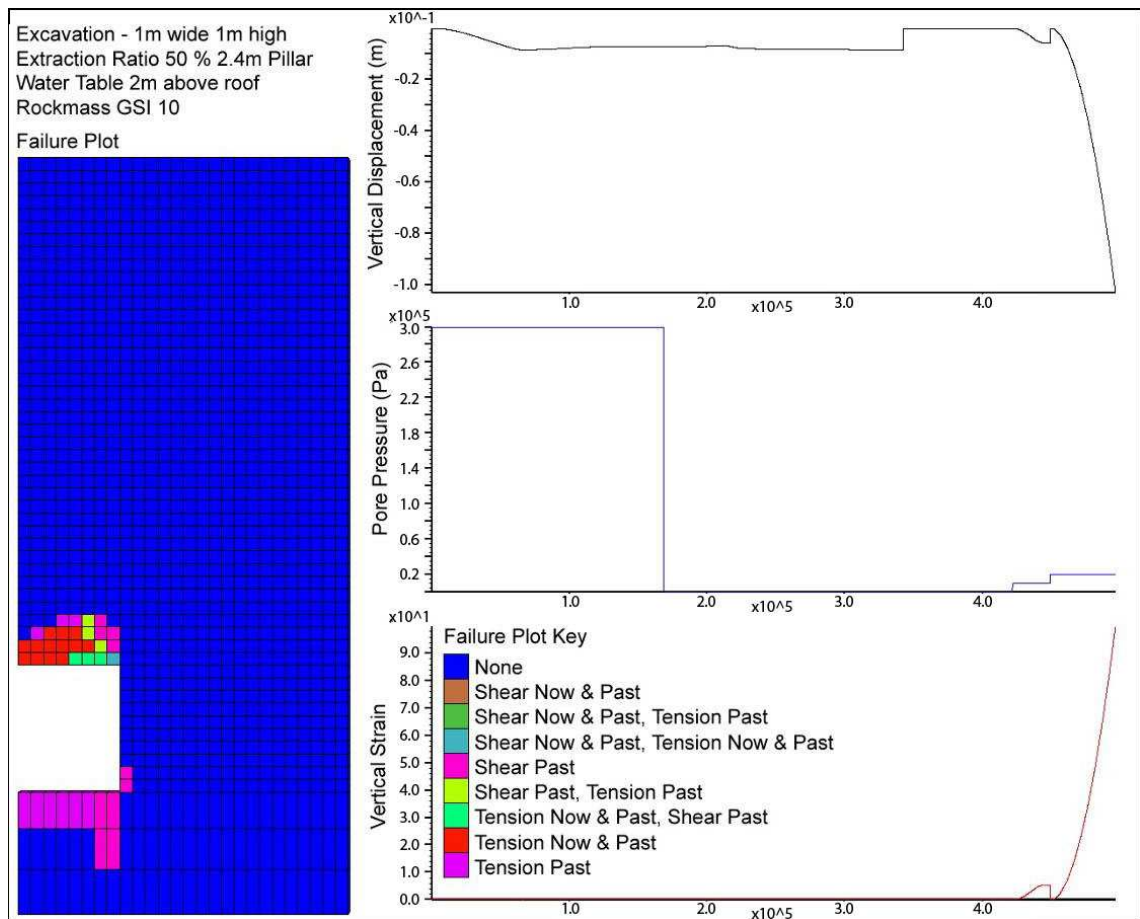 Excavation - 1m wide 1m high
Extraction Ratio 50 % 2.4m Pillar
Water Table 2m above roof
Rockmass GSI 10
Failure Plot
x10^-1
Vertical Displacement (m)
-0.2
-0.4
-0.6
-0.8
-1.0
1.0
2.0
3.0
4.0
x10^5
x10^5
Pore Pressure (Pa)
3.0
2.6
2.2
1.8
1.4
1.0
0.6
0.2
1.0
2.0
3.0
4.0
x10^5
x10^1
Vertical Strain
9.0
8.0
7.0
6.0
5.0
4.0
3.0
2.0
1.0
0.0
1.0
2.0
3.0
4.0
x10^5
Failure Plot Key
None
Shear Now & Past
Shear Now & Past, Tension Past
Shear Now & Past, Tension Now & Past
Shear Past
Shear Past, Tension Past
Tension Now & Past, Shear Past
Tension Now & Past
Tension Past